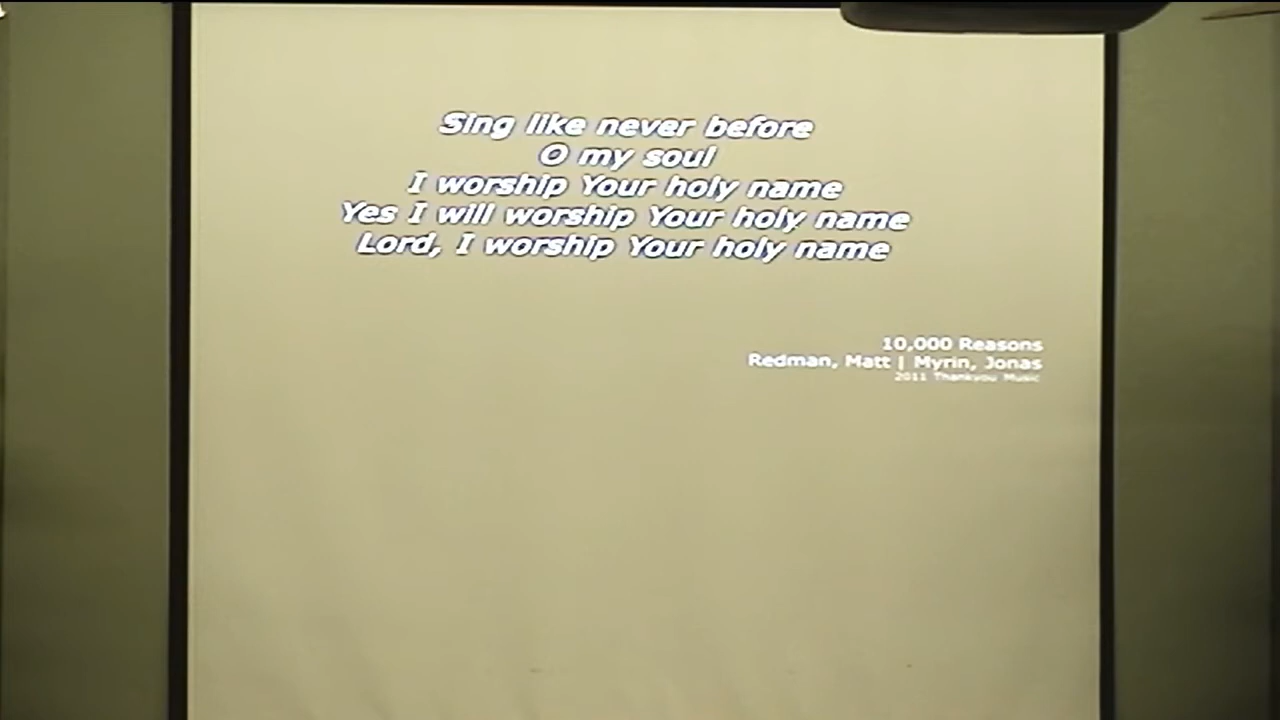 Sing like never before
O my soul
I worship Your holy name
Yes I will worship Your holy name
Lord, I worship Your holy name
10,000 Reasons
Redman, Matt | Myrin, Jonas
2011 Thankyou Music